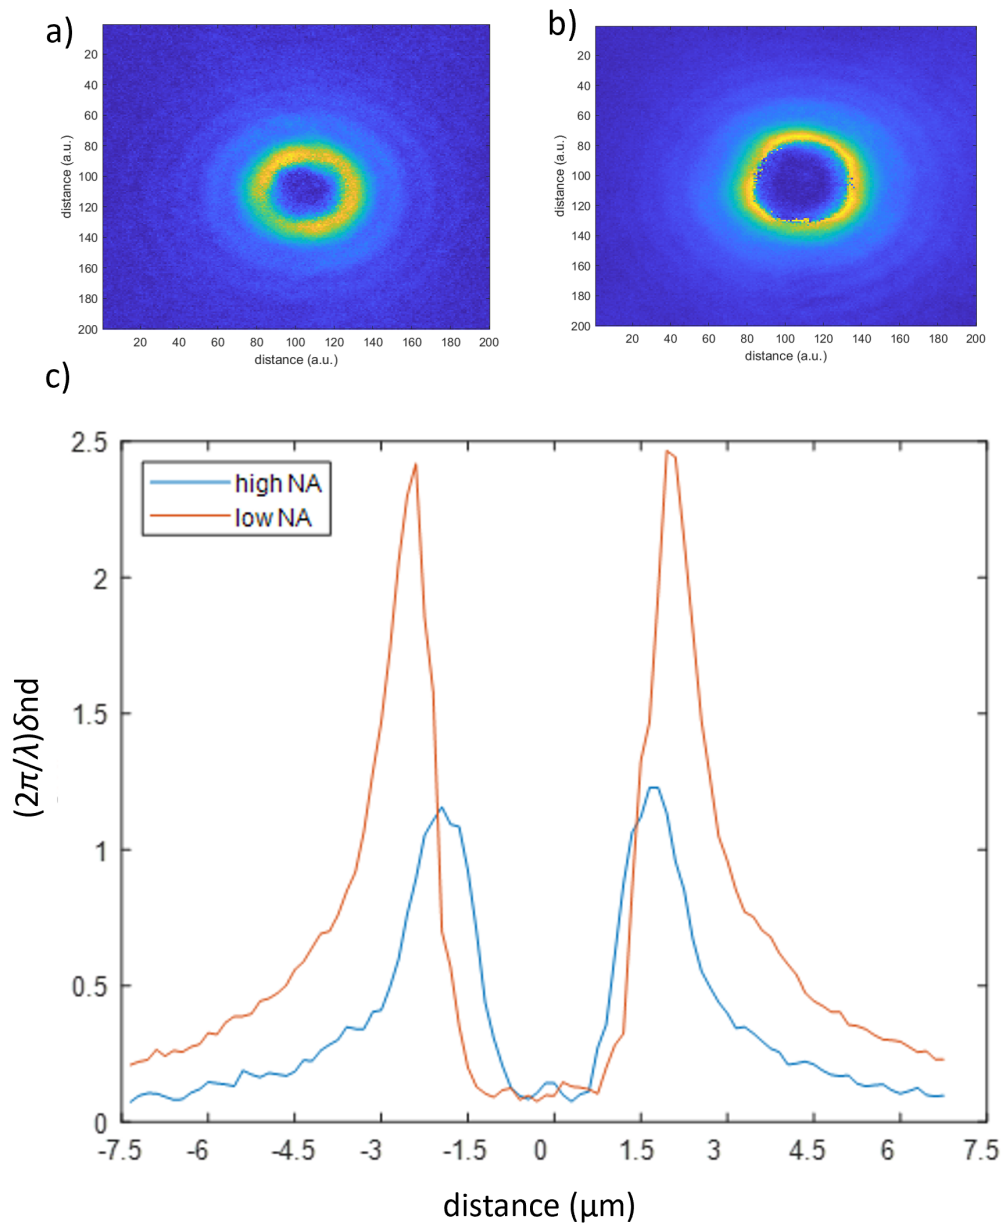 a)
20
40
60
80
100
120
140
160
180
200
distance (a.u.)
20 40 60 80 100 120 140 160 180 200
distance (a.u.)
b)
20
40
60
80
100
120
140
160
180
200
distance (a.u.)
20 40 60 80 100 120 140 160 180 200
distance (a.u.)
c)
2.5
2
1.5
1
0.5
0
(2π/λ)δnd
high NA
low NA
-7.5 -6 -4.5 -3 -1.5 0 1.5 3 4.5 6 7.5
distance (μm)